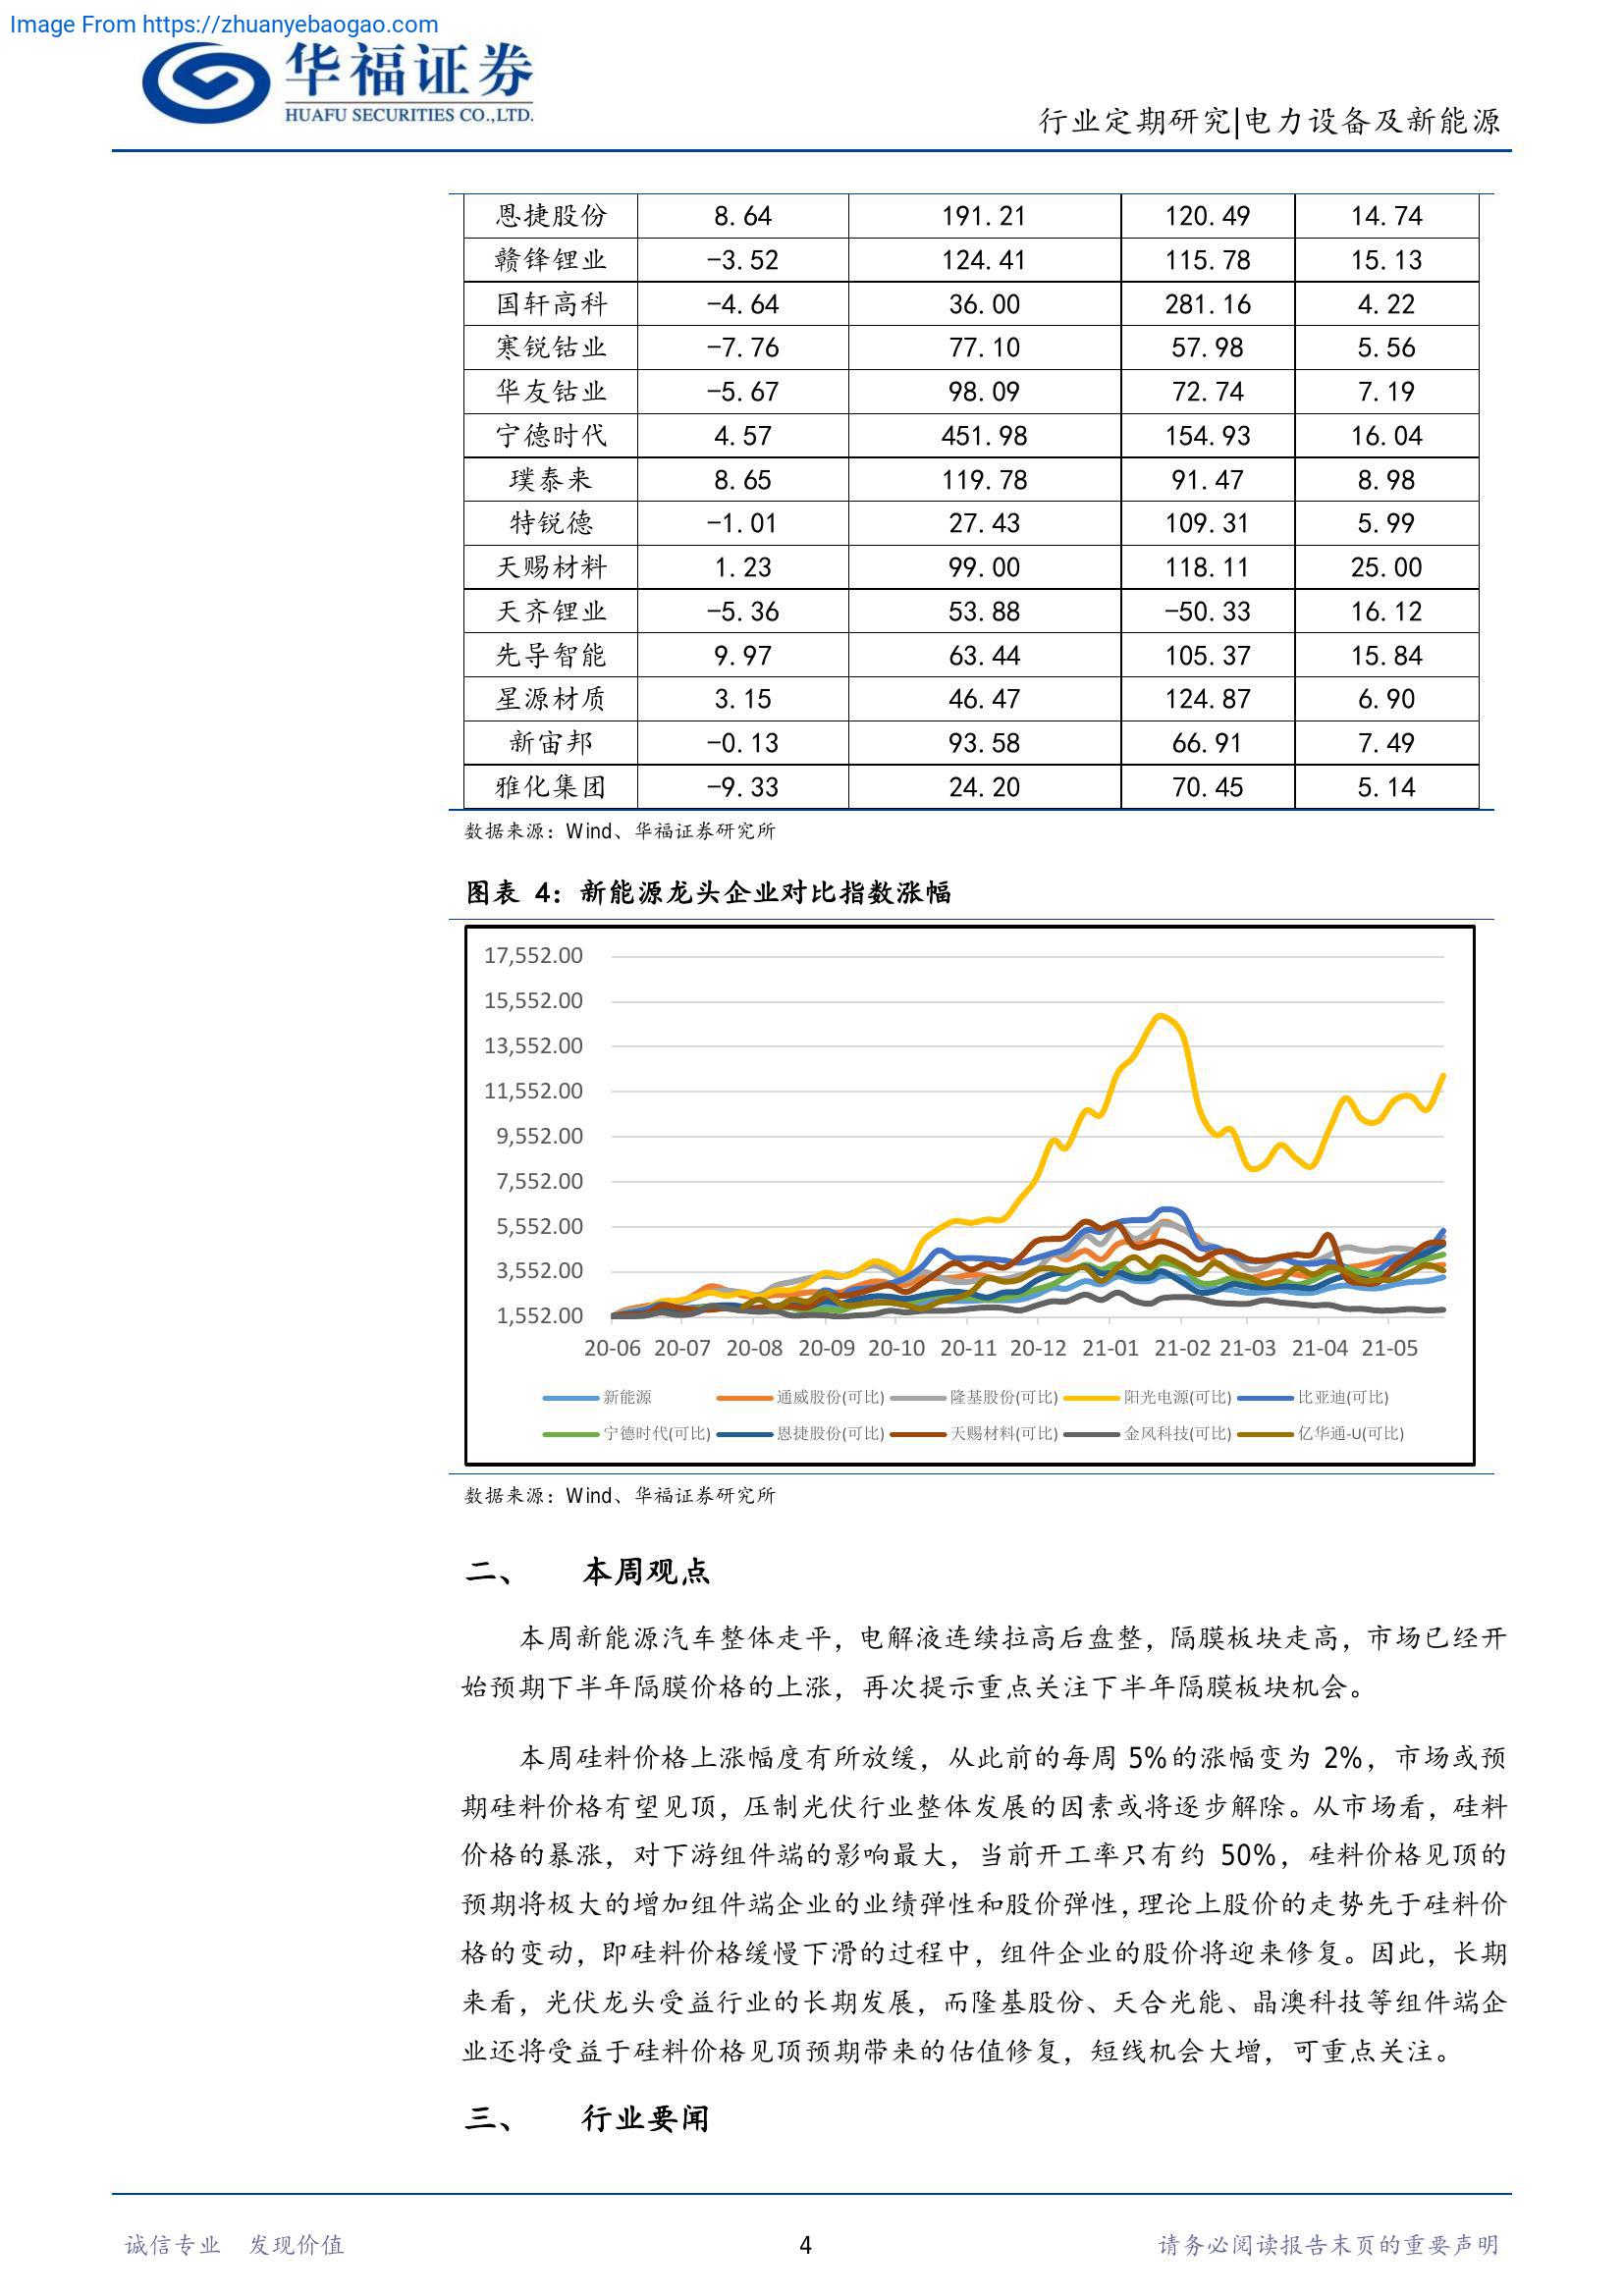 Image From https://zhuanyebaogao.com
华福证券
HUAFU SECURITIES CO.,LTD.
行业定期研究|电力设备及新能源
恩捷股份 8.64 191.21 120.49 14.74
赣锋锂业 -3.52 124.41 115.78 15.13
国轩高科 -4.64 36.00 281.16 4.22
寒锐钴业 -7.76 77.10 57.98 5.56
华友钴业 -5.67 98.09 72.74 7.19
宁德时代 4.57 451.98 154.93 16.04
璞泰来 8.65 119.78 91.47 8.98
特锐德 -1.01 27.43 109.31 5.99
天赐材料 1.23 99.00 118.11 25.00
天齐锂业 -5.36 53.88 -50.33 16.12
先导智能 9.97 63.44 105.37 15.84
星源材质 3.15 46.47 124.87 6.90
新宙邦 -0.13 93.58 66.91 7.49
雅化集团 -9.33 24.20 70.45 5.14
数据来源：Wind、华福证券研究所
图表 4：新能源龙头企业对比指数涨幅
17,552.00
15,552.00
13,552.00
11,552.00
9,552.00
7,552.00
5,552.00
3,552.00
1,552.00
20-06 20-07 20-08 20-09 20-10 20-11 20-12 21-01 21-02 21-03 21-04 21-05
新能源 通威股份(可比) 隆基股份(可比) 阳光电源(可比) 比亚迪(可比)
宁德时代(可比) 恩捷股份(可比) 天赐材料(可比) 金风科技(可比) 亿华通-U(可比)
数据来源：Wind、华福证券研究所
二、 本周观点
本周新能源汽车整体走平，电解液连续拉高后盘整，隔膜板块走高，市场已经开
始预期下半年隔膜价格的上涨，再次提示重点关注下半年隔膜板块机会。
本周硅料价格上涨幅度有所放缓，从此前的每周 5%的涨幅变为 2%，市场或预
期硅料价格有望见顶，压制光伏行业整体发展的因素或将逐步解除。从市场看，硅料
价格的暴涨，对下游组件端的影响最大，当前开工率只有约 50%，硅料价格见顶的
预期将极大的增加组件端企业的业绩弹性和股价弹性，理论上股价的走势先于硅料价
格的变动，即硅料价格缓慢下滑的过程中，组件企业的股价将迎来修复。因此，长期
来看，光伏龙头受益行业的长期发展，而隆基股份、天合光能、晶澳科技等组件端企
业还将受益于硅料价格见顶预期带来的估值修复，短线机会大增，可重点关注。
三、 行业要闻
诚信专业 发现价值 4 请务必阅读报告末页的重要声明